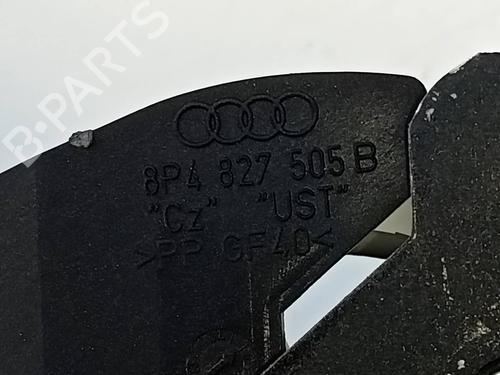 B-PARTS
8P4 827 505 B
"Cz" "UST"
>PP GF40<